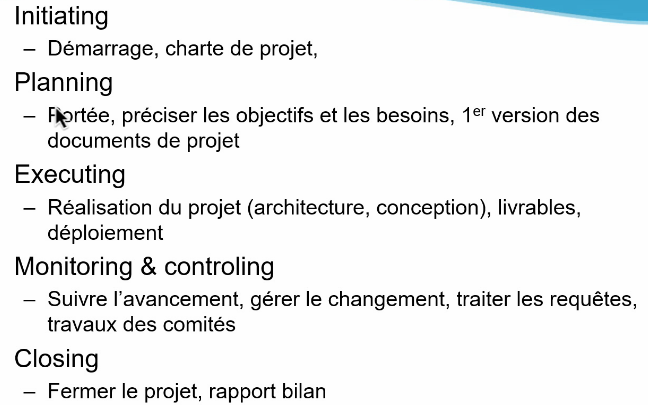 Initiating
– Démarrage, charte de projet,
Planning
– Portée, préciser les objectifs et les besoins, 1er version des
documents de projet
Executing
– Réalisation du projet (architecture, conception), livrables,
déploiement
Monitoring & controling
– Suivre l’avancement, gérer le changement, traiter les requêtes,
travaux des comités
Closing
– Fermer le projet, rapport bilan